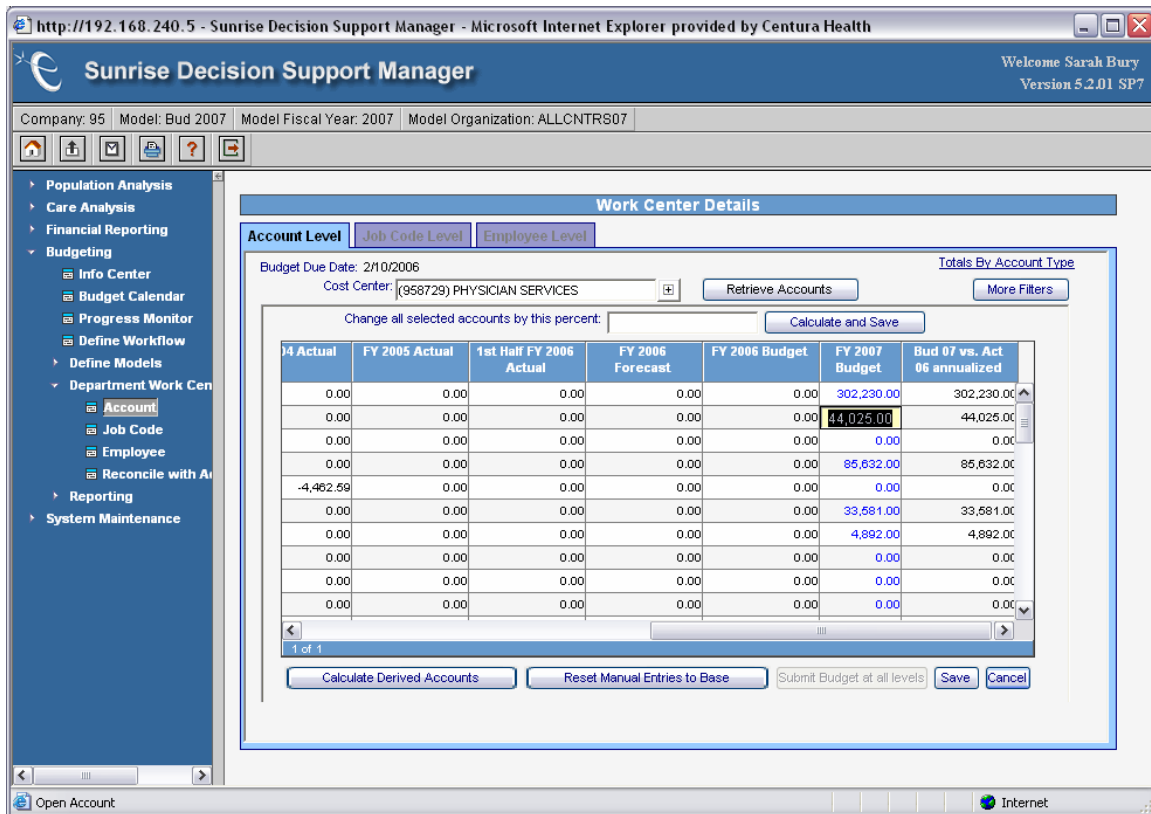 http://192.168.240.5 - Sunrise Decision Support Manager - Microsoft Internet Explorer provided by Centura Health
Sunrise Decision Support Manager
Welcome Sarah Bury
Version 5.2.01 SP7
Company: 95 Model: Bud 2007 Model Fiscal Year: 2007 Model Organization: ALLCNTRS07
Population Analysis
Care Analysis
Financial Reporting
Budgeting
Info Center
Budget Calendar
Progress Monitor
Define Workflow
Define Models
Department Work Cen
Account
Job Code
Employee
Reconcile with A
Reporting
System Maintenance
Work Center Details
Account Level Job Code Level Employee Level
Budget Due Date: 2/10/2006 Totals By Account Type
Cost Center: (958729) PHYSICIAN SERVICES Retrieve Accounts More Filters
Change all selected accounts by this percent: Calculate and Save
04 Actual FY 2005 Actual 1st Half FY 2006 Actual FY 2006 Forecast FY 2006 Budget FY 2007 Budget Bud 07 vs. Act 06 annualized
0.00 0.00 0.00 0.00 0.00 302,230.00 302,230.00
0.00 0.00 0.00 0.00 0.00 44,025.00 44,025.00
0.00 0.00 0.00 0.00 0.00 0.00 0.00
0.00 0.00 0.00 0.00 0.00 85,632.00 85,632.00
-4,462.59 0.00 0.00 0.00 0.00 0.00 0.00
0.00 0.00 0.00 0.00 0.00 33,581.00 33,581.00
0.00 0.00 0.00 0.00 0.00 4,892.00 4,892.00
0.00 0.00 0.00 0.00 0.00 0.00 0.00
0.00 0.00 0.00 0.00 0.00 0.00 0.00
0.00 0.00 0.00 0.00 0.00 0.00 0.00
1 of 1
Calculate Derived Accounts Reset Manual Entries to Base Submit Budget at all levels Save Cancel
Open Account Internet